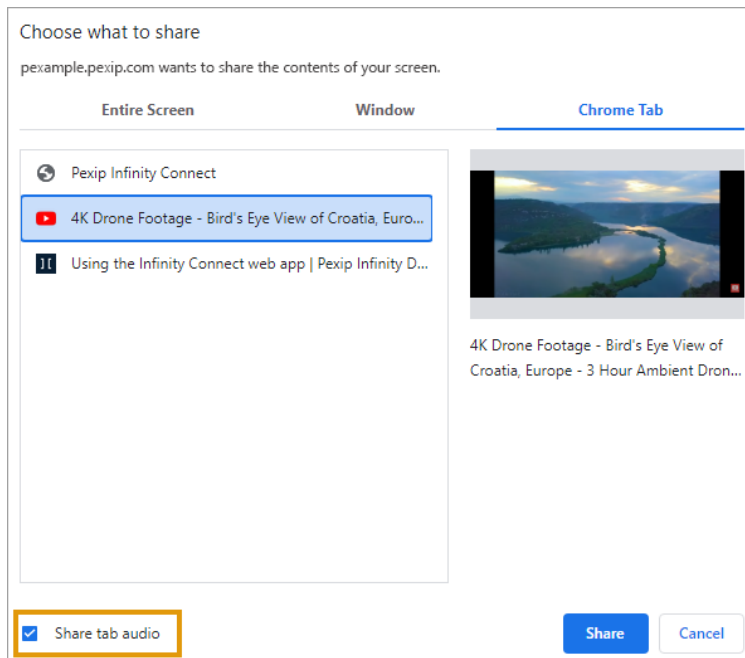 Choose what to share
pexample.pexip.com wants to share the contents of your screen.
Entire Screen
Window
Chrome Tab
Pexip Infinity Connect
4K Drone Footage - Bird's Eye View of Croatia, Euro...
Using the Infinity Connect web app | Pexip Infinity D...
4K Drone Footage - Bird's Eye View of
Croatia, Europe - 3 Hour Ambient Dron...
Share tab audio
Share
Cancel